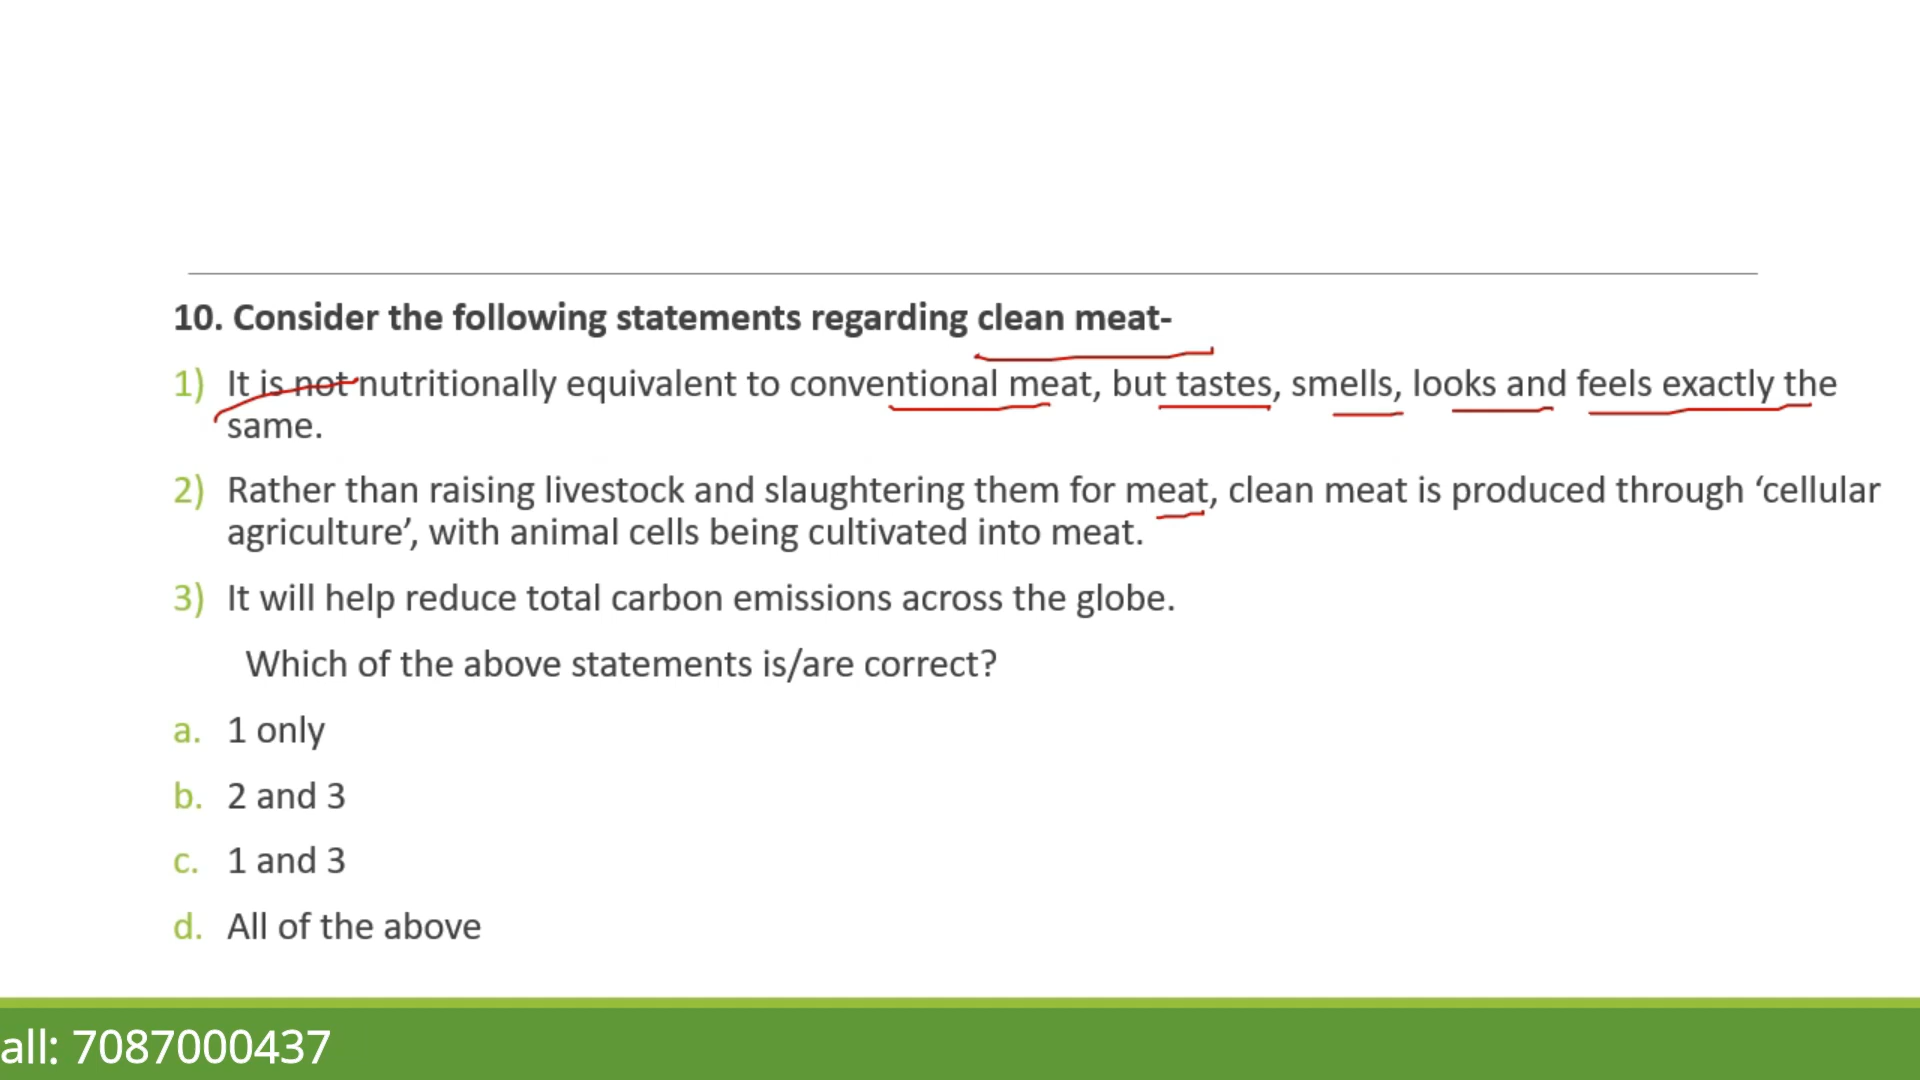 10. Consider the following statements regarding clean meat-
1) It is not nutritionally equivalent to conventional meat, but tastes, smells, looks and feels exactly the
same.
2) Rather than raising livestock and slaughtering them for meat, clean meat is produced through ‘cellular
agriculture’, with animal cells being cultivated into meat.
3) It will help reduce total carbon emissions across the globe.
Which of the above statements is/are correct?
a. 1 only
b. 2 and 3
c. 1 and 3
d. All of the above
all: 7087000437